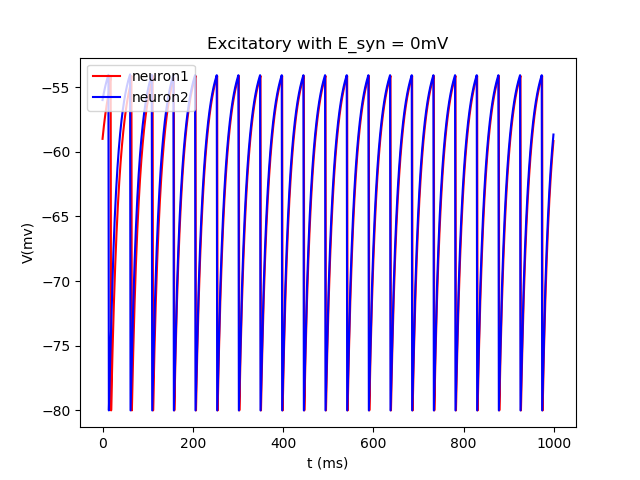 Excitatory with E_syn = 0mV
neuron1
neuron2
V(mv)
−55
−60
−65
−70
−75
−80
0
200
400
600
800
1000
t (ms)